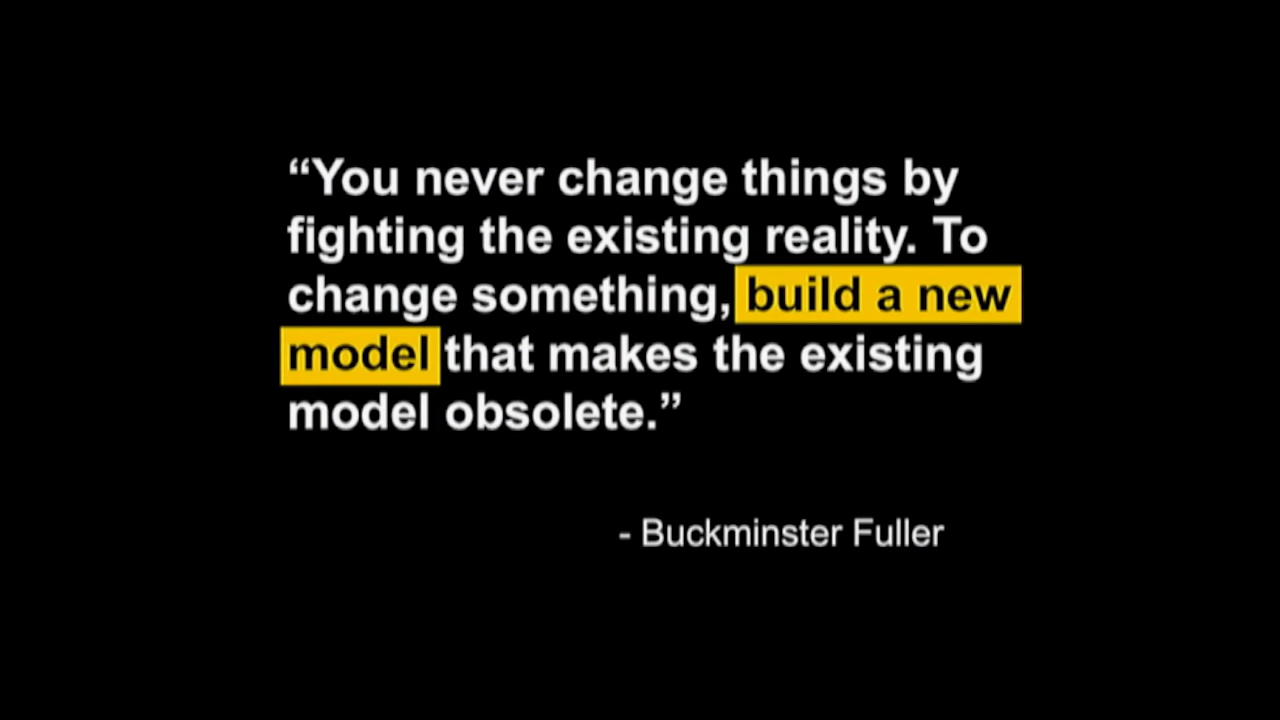 “You never change things by
fighting the existing reality. To
change something, build a new
model that makes the existing
model obsolete.”
- Buckminster Fuller